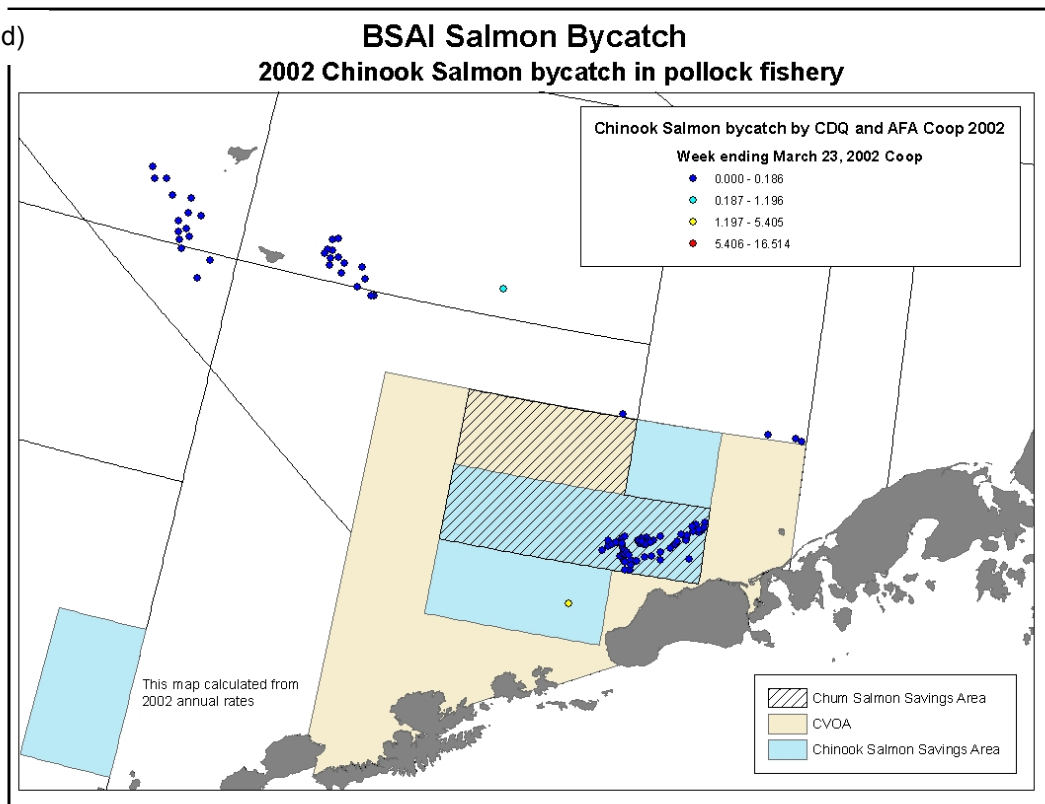 d)
BSAI Salmon Bycatch
2002 Chinook Salmon bycatch in pollock fishery
Chinook Salmon bycatch by CDQ and AFA Coop 2002
Week ending March 23, 2002 Coop
0.000 - 0.186
0.187 - 1.196
1.197 - 5.405
5.406 - 16.514
This map calculated from
2002 annual rates
Chum Salmon Savings Area
CVOA
Chinook Salmon Savings Area